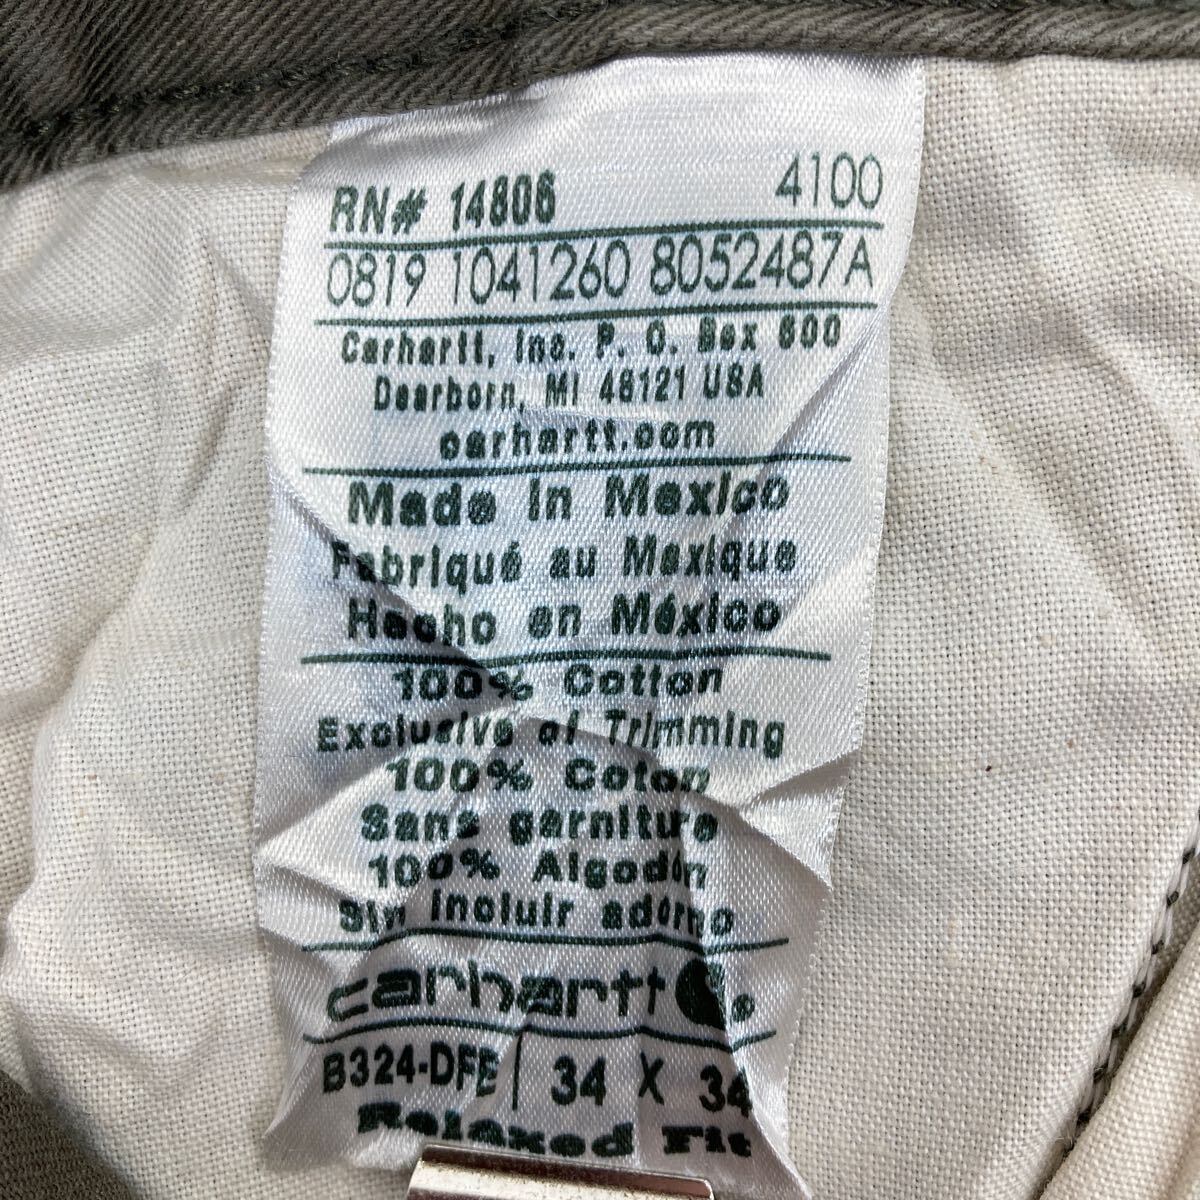 RN# 14806 4100
0819 1041260 8052487A
Carhartt, Inc. P. O. Box 600
Dearborn, MI 48121 USA
carhartt.com
Made in Mexico
Fabriqué au Mexique
Hecho en México
100% Cotton
Exclusive of Trimming
100% Coton
Sans garniture
100% Algodón
Sin incluir adorno
carhartt
B324-DFE 34 X 34
Relaxed Fit